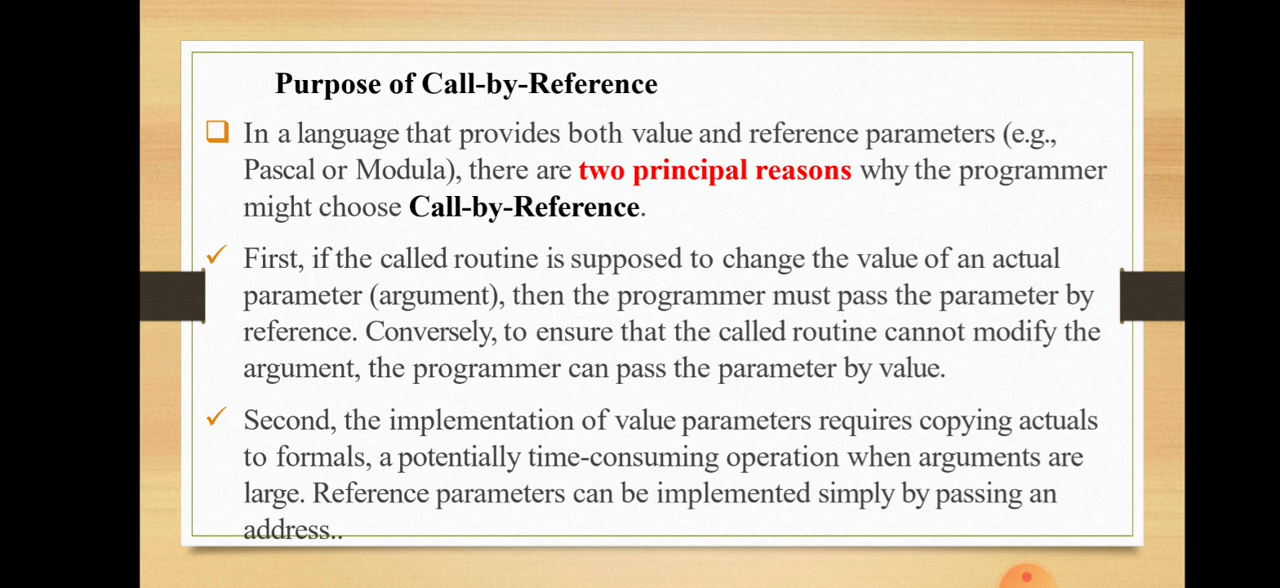 Purpose of Call-by-Reference
In a language that provides both value and reference parameters (e.g.,
Pascal or Modula), there are two principal reasons why the programmer
might choose Call-by-Reference.
First, if the called routine is supposed to change the value of an actual
parameter (argument), then the programmer must pass the parameter by
reference. Conversely, to ensure that the called routine cannot modify the
argument, the programmer can pass the parameter by value.
Second, the implementation of value parameters requires copying actuals
to formals, a potentially time-consuming operation when arguments are
large. Reference parameters can be implemented simply by passing an
address..